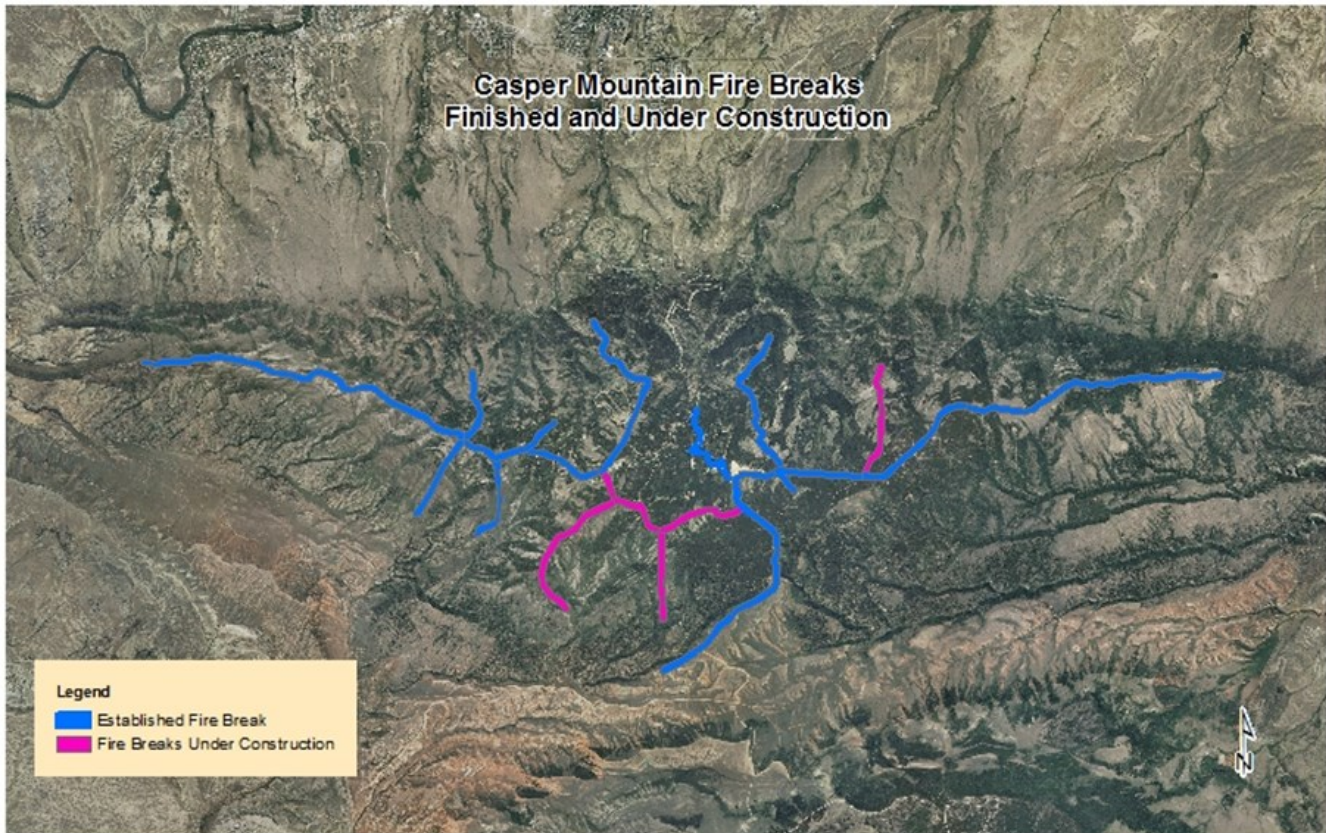 Casper Mountain Fire Breaks
Finished and Under Construction
Legend
Established Fire Break
Fire Breaks Under Construction
N